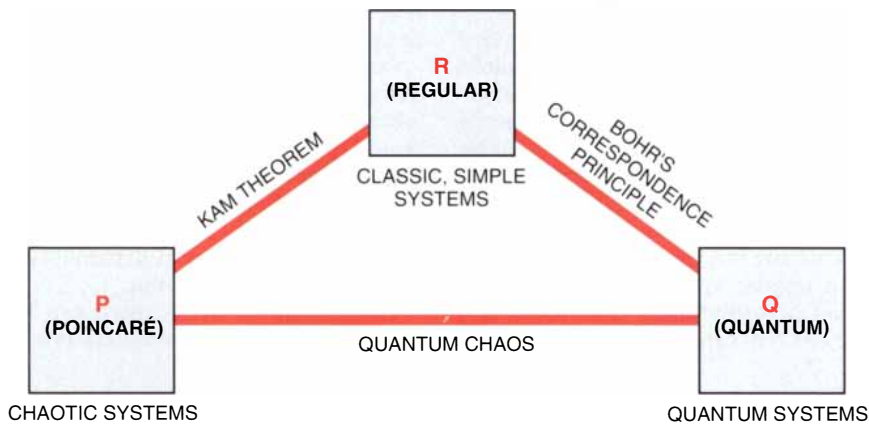 R
(REGULAR)
KAM THEOREM
BOHR'S
CORRESPONDENCE
PRINCIPLE
CLASSIC, SIMPLE
SYSTEMS
P
(POINCARÉ)
Q
(QUANTUM)
QUANTUM CHAOS
CHAOTIC SYSTEMS
QUANTUM SYSTEMS